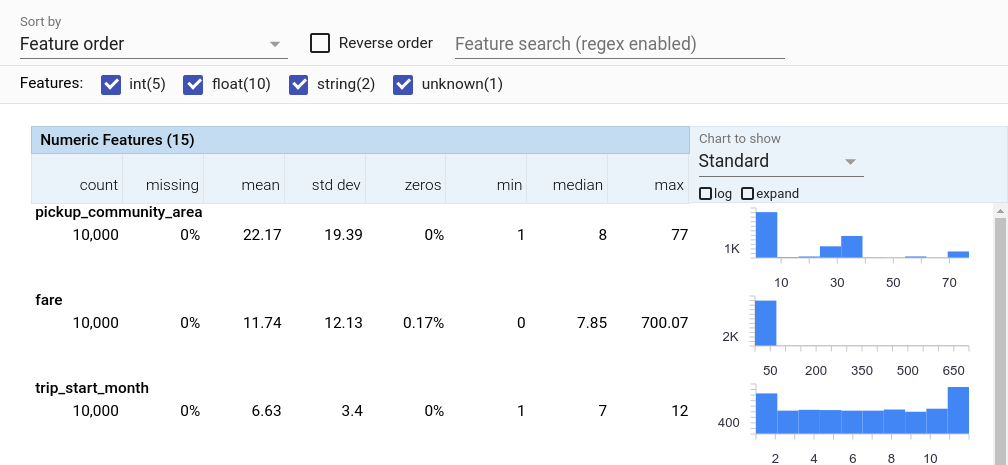 Sort by
Feature order
Reverse order
Feature search (regex enabled)
Features:
int(5)
float(10)
string(2)
unknown(1)
Numeric Features (15)
Chart to show
Standard
count missing mean std dev zeros min median max
log
expand
pickup_community_area
10,000 0% 22.17 19.39 0% 1 8 77
1K
10 30 50 70
fare
10,000 0% 11.74 12.13 0.17% 0 7.85 700.07
2K
50 200 350 500 650
trip_start_month
10,000 0% 6.63 3.4 0% 1 7 12
400
2 4 6 8 10